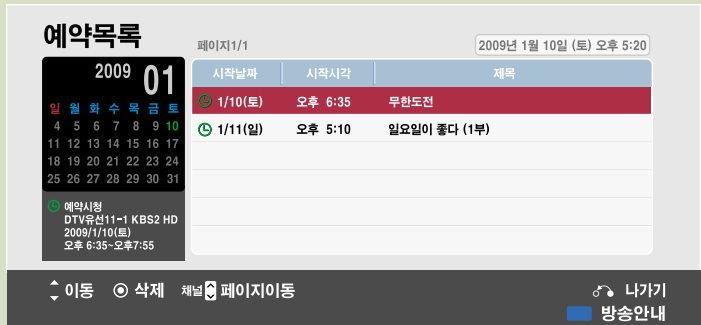 예약목록
페이지1/1
2009년 1월 10일 (토) 오후 5:20
2009 01
일 월 화 수 목 금 토
4 5 6 7 8 9 10
11 12 13 14 15 16 17
18 19 20 21 22 23 24
25 26 27 28 29 30 31
예약시청
DTV유선11-1 KBS2 HD
2009/1/10(토)
오후 6:35~오후7:55
시작날짜 시작시각 제목
1/10(토) 오후 6:35 무한도전
1/11(일) 오후 5:10 일요일이 좋다 (1부)
이동 삭제 채널 페이지이동
나가기
방송안내